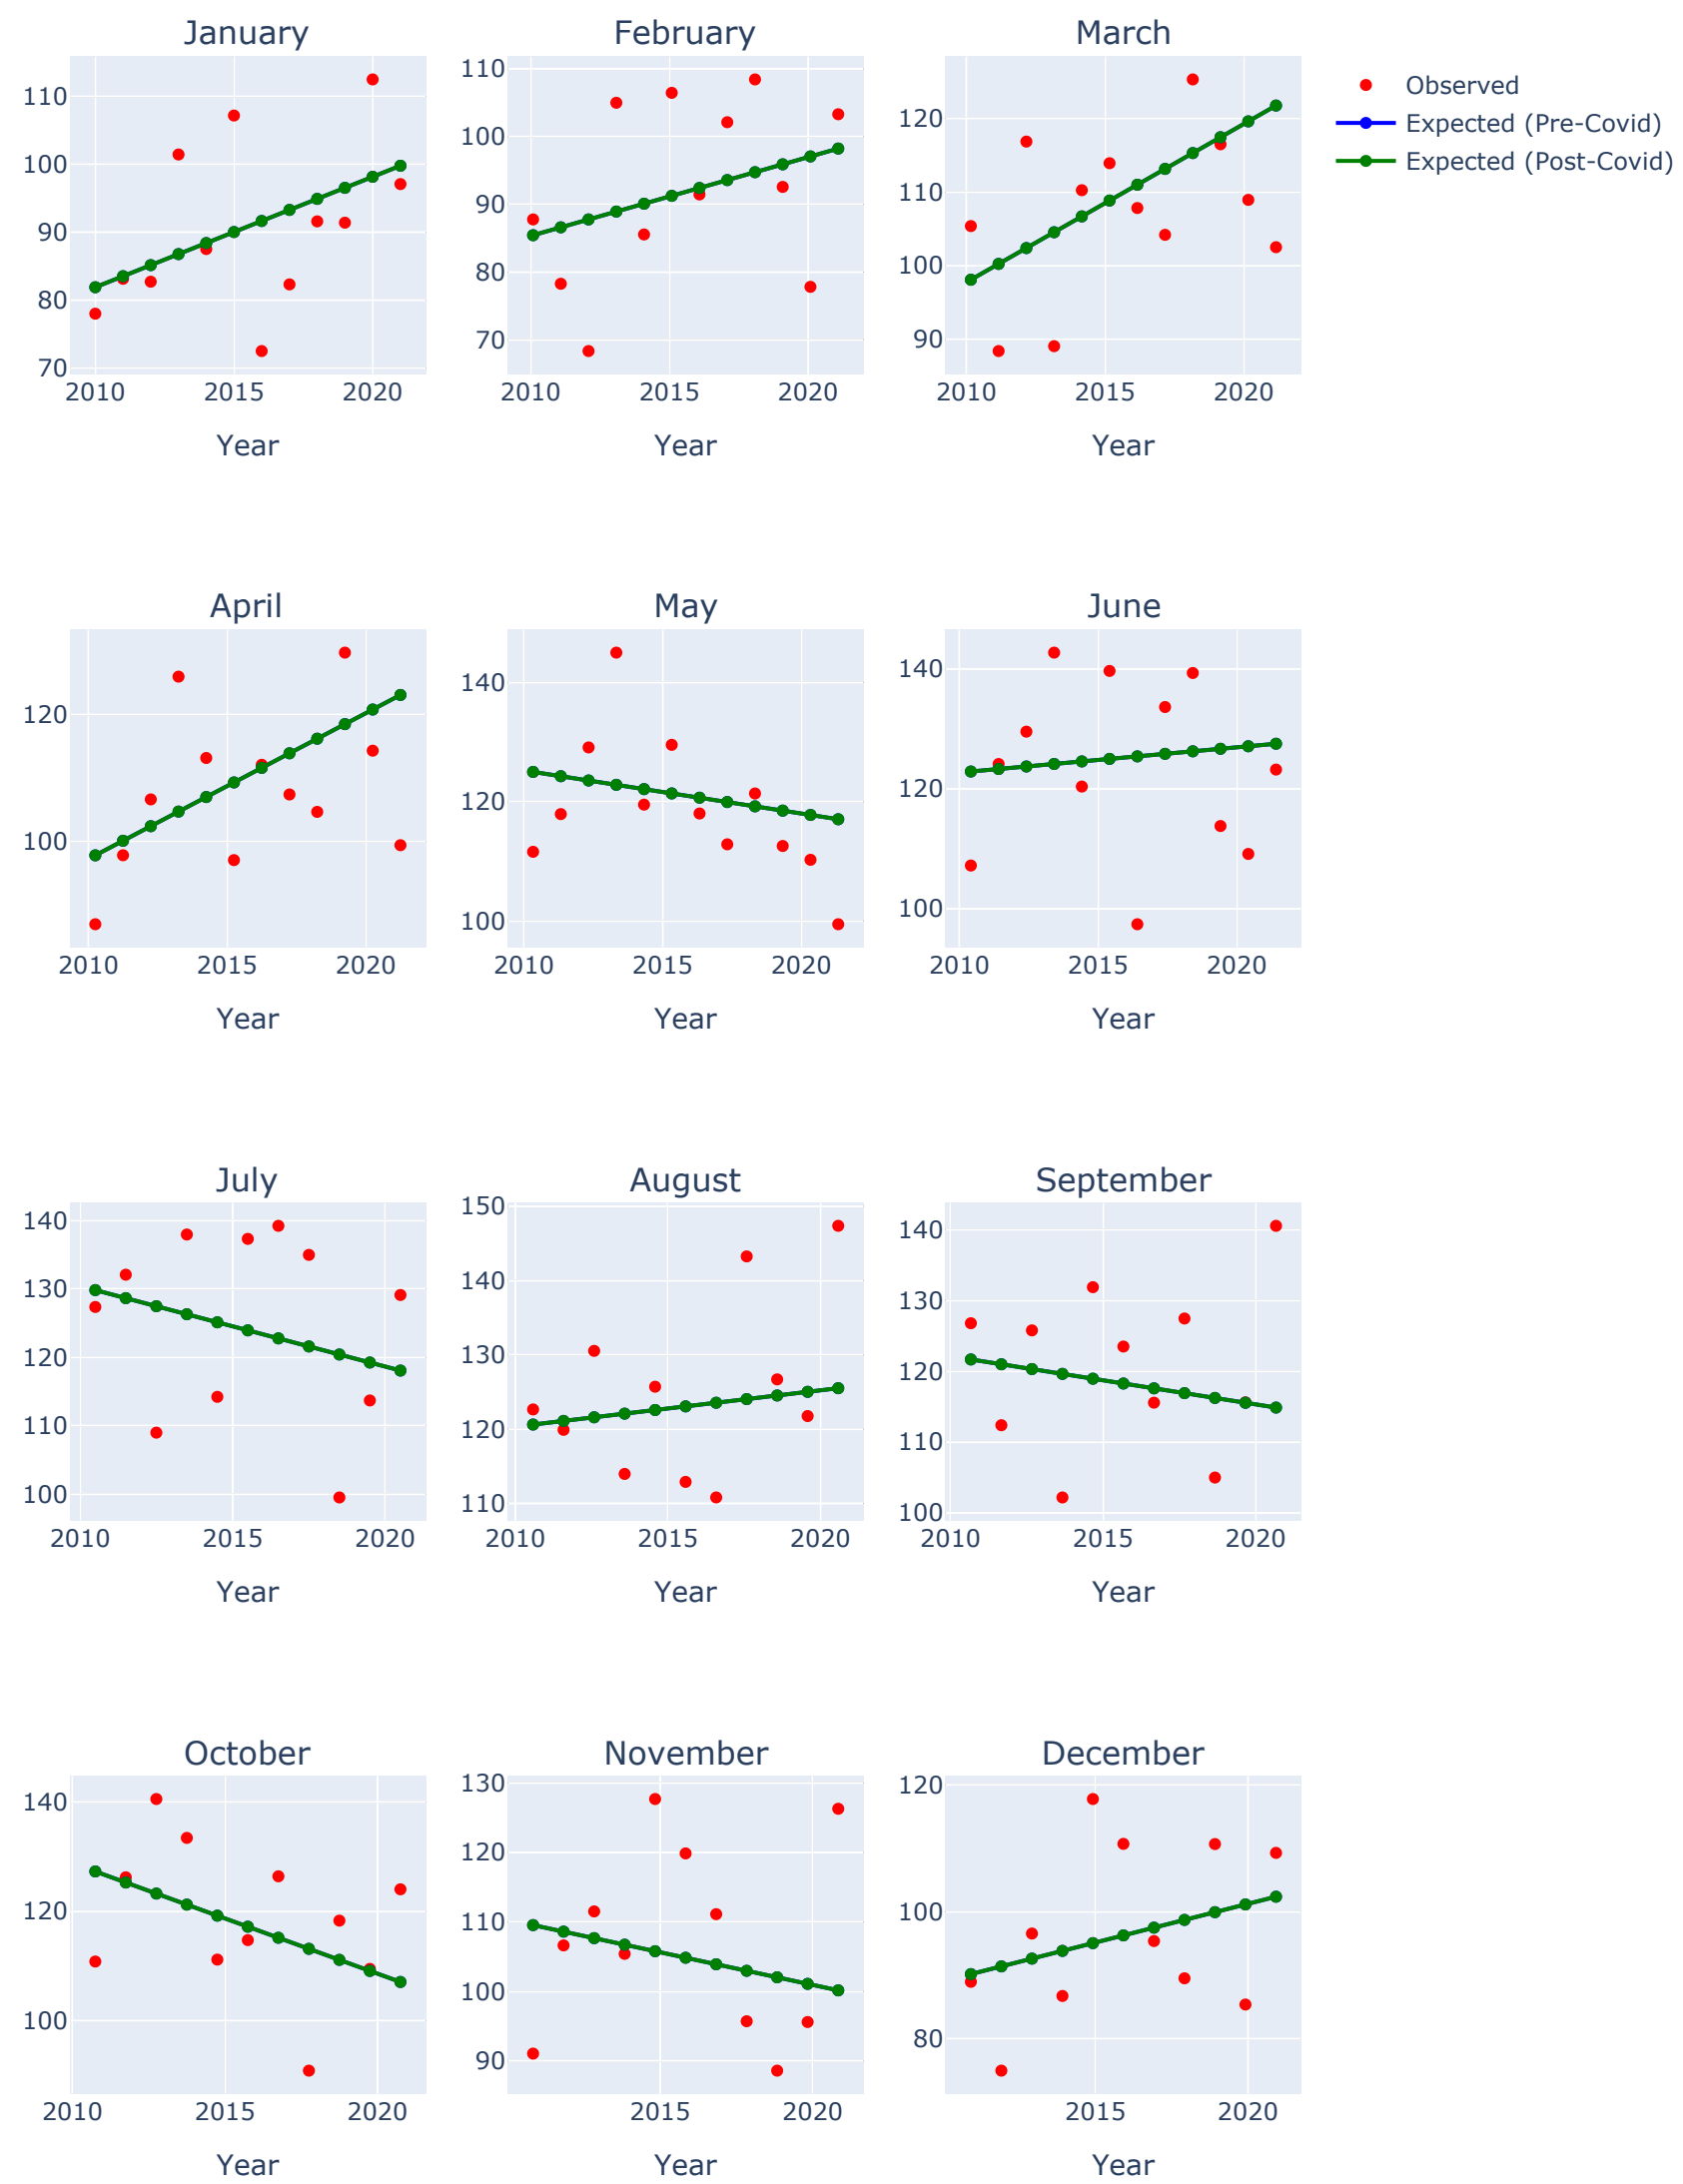 January February March
110
100
90
80
70
2010 2015 2020
Year
110
100
90
80
70
2010 2015 2020
Year
120
110
100
90
2010 2015 2020
Year
Observed
Expected (Pre-Covid)
Expected (Post-Covid)
April May June
120
100
2010 2015 2020
Year
140
120
100
2010 2015 2020
Year
140
120
100
2010 2015 2020
Year
July August September
140
130
120
110
100
2010 2015 2020
Year
150
140
130
120
110
2010 2015 2020
Year
140
130
120
110
100
2010 2015 2020
Year
October November December
140
120
100
2010 2015 2020
Year
130
120
110
100
90
2015 2020
Year
120
100
80
2015 2020
Year